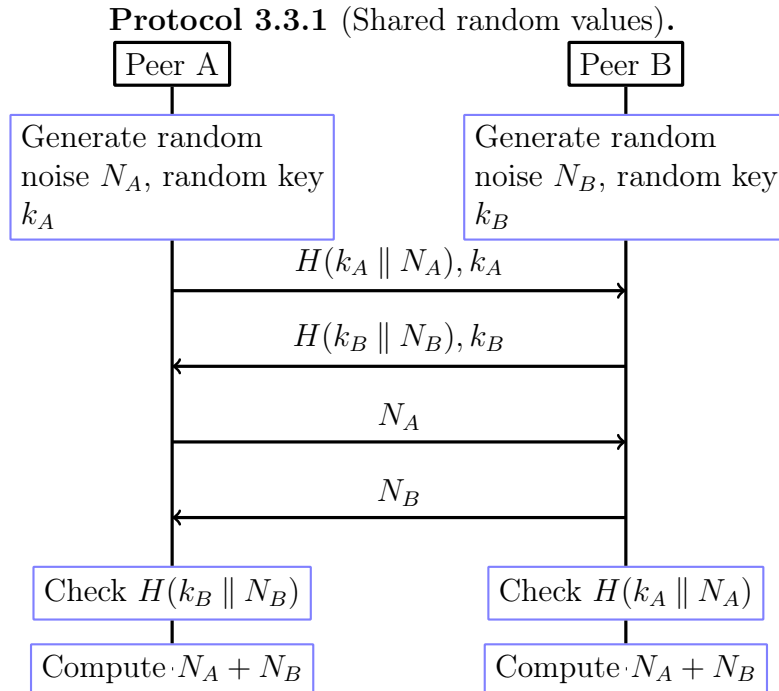 Protocol 3.3.1 (Shared random values).
Peer A
Peer B
Generate random
noise N_A, random key
k_A
Generate random
noise N_B, random key
k_B
H(k_A ∥ N_A), k_A
H(k_B ∥ N_B), k_B
N_A
N_B
Check H(k_B ∥ N_B)
Check H(k_A ∥ N_A)
Compute N_A + N_B
Compute N_A + N_B